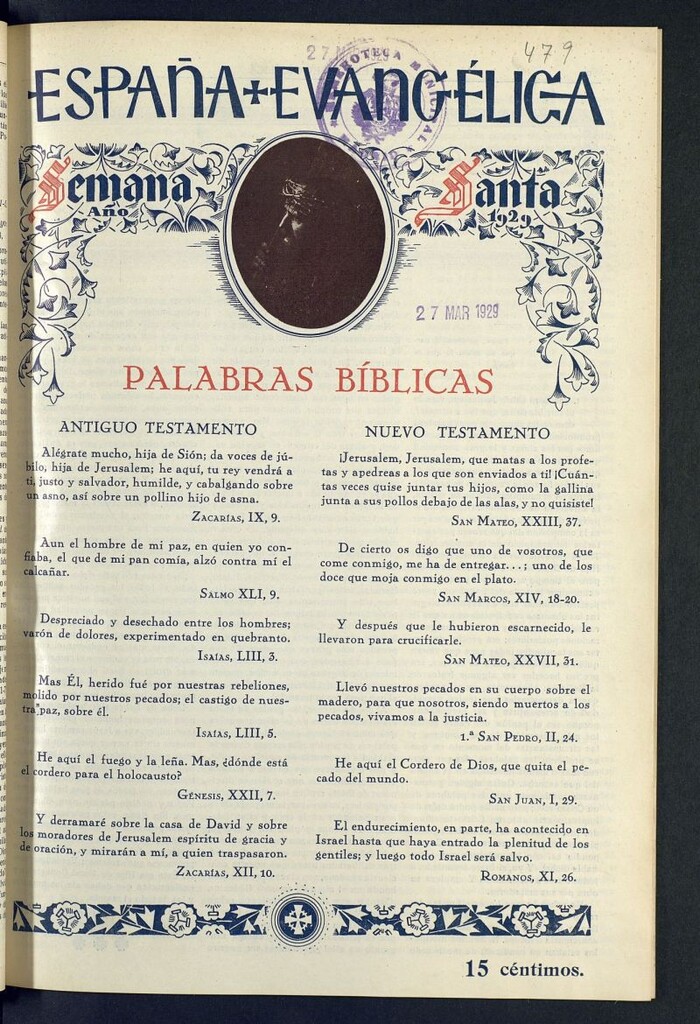 27 MAR 1929
479
HEMEROTECA MUNICIPAL
ESPAÑA+EVANGÉLICA
Semana Santa
Año 1929
27 MAR 1929
PALABRAS BÍBLICAS
ANTIGUO TESTAMENTO
Alégrate mucho, hija de Sión; da voces de jú-
bilo, hija de Jerusalem; he aquí, tu rey vendrá a
ti, justo y salvador, humilde, y cabalgando sobre
un asno, así sobre un pollino hijo de asna.
Zacarías, IX, 9.
Aun el hombre de mi paz, en quien yo con-
fiaba, el que de mi pan comía, alzó contra mí el
calcañar.
Salmo XLI, 9.
Despreciado y desechado entre los hombres;
varón de dolores, experimentado en quebranto.
Isaías, LIII, 3.
Mas Él, herido fué por nuestras rebeliones,
molido por nuestros pecados; el castigo de nues-
tra paz, sobre él.
Isaías, LIII, 5.
He aquí el fuego y la leña. Mas, ¿dónde está
el cordero para el holocausto?
Génesis, XXII, 7.
Y derramaré sobre la casa de David y sobre
los moradores de Jerusalem espíritu de gracia y
de oración, y mirarán a mí, a quien traspasaron.
Zacarías, XII, 10.
NUEVO TESTAMENTO
¡Jerusalem, Jerusalem, que matas a los profe-
tas y apedreas a los que son enviados a ti! ¡Cuán-
tas veces quise juntar tus hijos, como la gallina
junta a sus pollos debajo de las alas, y no quisiste!
San Mateo, XXIII, 37.
De cierto os digo que uno de vosotros, que
come conmigo, me ha de entregar...; uno de los
doce que moja conmigo en el plato.
San Marcos, XIV, 18-20.
Y después que le hubieron escarnecido, le
llevaron para crucificarle.
San Mateo, XXVII, 31.
Llevó nuestros pecados en su cuerpo sobre el
madero, para que nosotros, siendo muertos a los
pecados, vivamos a la justicia.
1.ª San Pedro, II, 24.
He aquí el Cordero de Dios, que quita el pe-
cado del mundo.
San Juan, I, 29.
El endurecimiento, en parte, ha acontecido en
Israel hasta que haya entrado la plenitud de los
gentiles; y luego todo Israel será salvo.
Romanos, XI, 26.
15 céntimos.